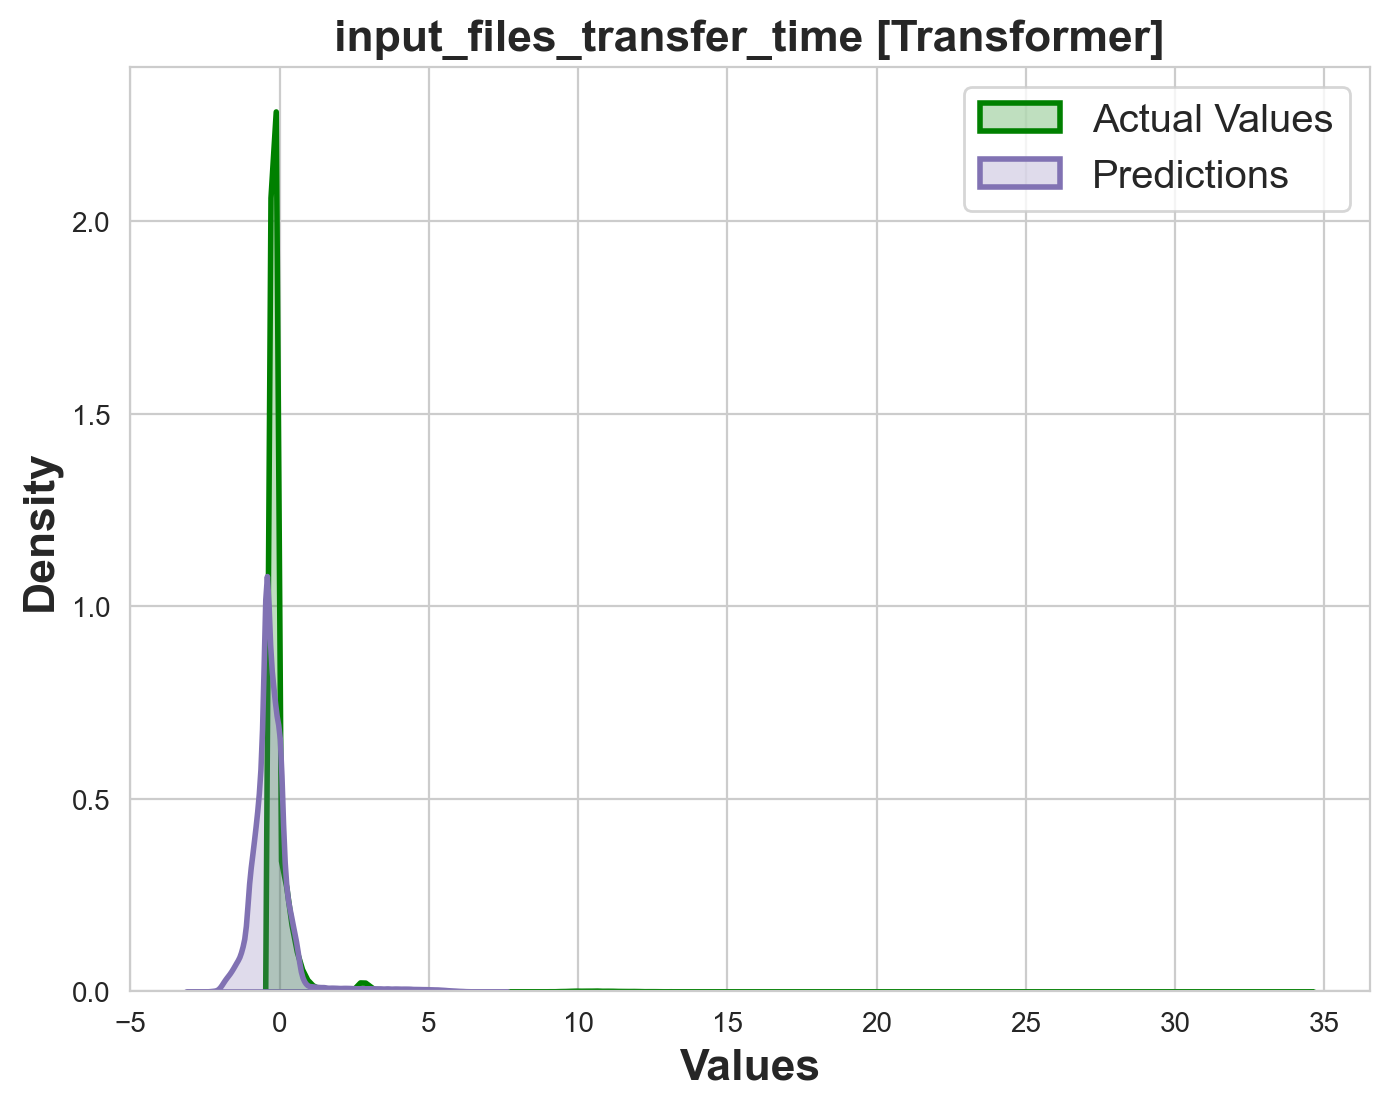 input_files_transfer_time [Transformer]
Actual Values
Predictions
Density
2.0
1.5
1.0
0.5
0.0
−5
0
5
10
15
20
25
30
35
Values